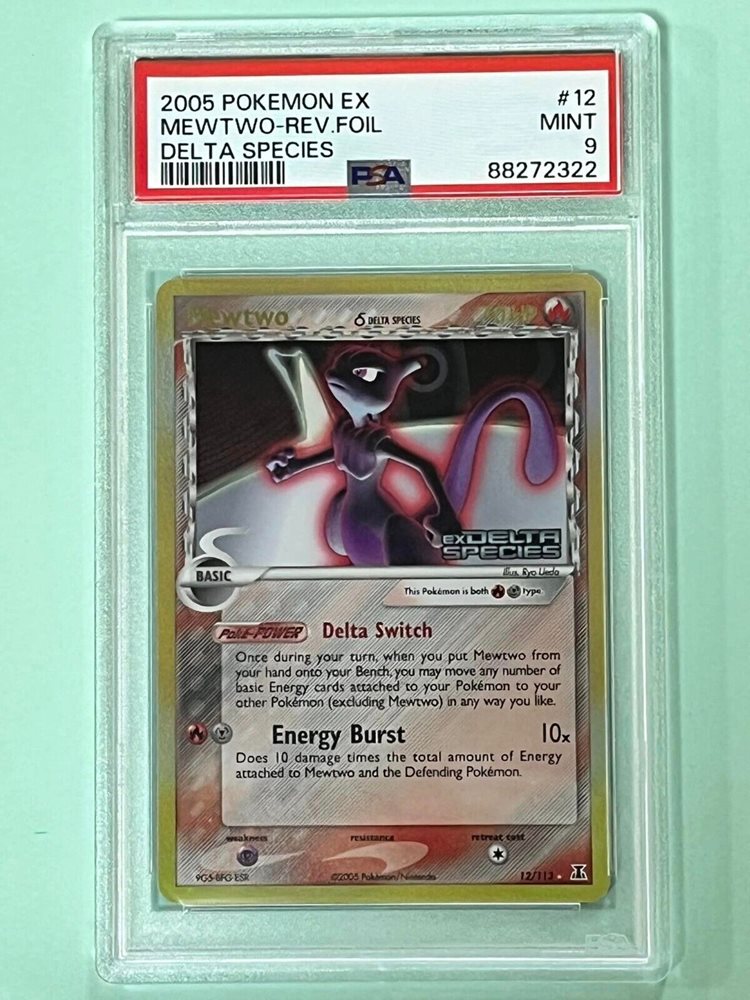 2005 POKEMON EX #12
MEWTWO-REV.FOIL MINT
DELTA SPECIES 9
PSA 88272322
Mewtwo δ DELTA SPECIES
EX DELTA
SPECIES
Illus. Ryo Ueda
BASIC
This Pokémon is both type.
Poké-POWER Delta Switch
Once during your turn, when you put Mewtwo from
your hand onto your Bench, you may move any number of
basic Energy cards attached to your Pokémon to your
other Pokémon (excluding Mewtwo) in any way you like.
Energy Burst 10x
Does 10 damage times the total amount of Energy
attached to Mewtwo and the Defending Pokémon.
weakness resistance retreat cost
9G5-BFG-ESR ©2005 Pokémon/Nintendo 12/113
PSA